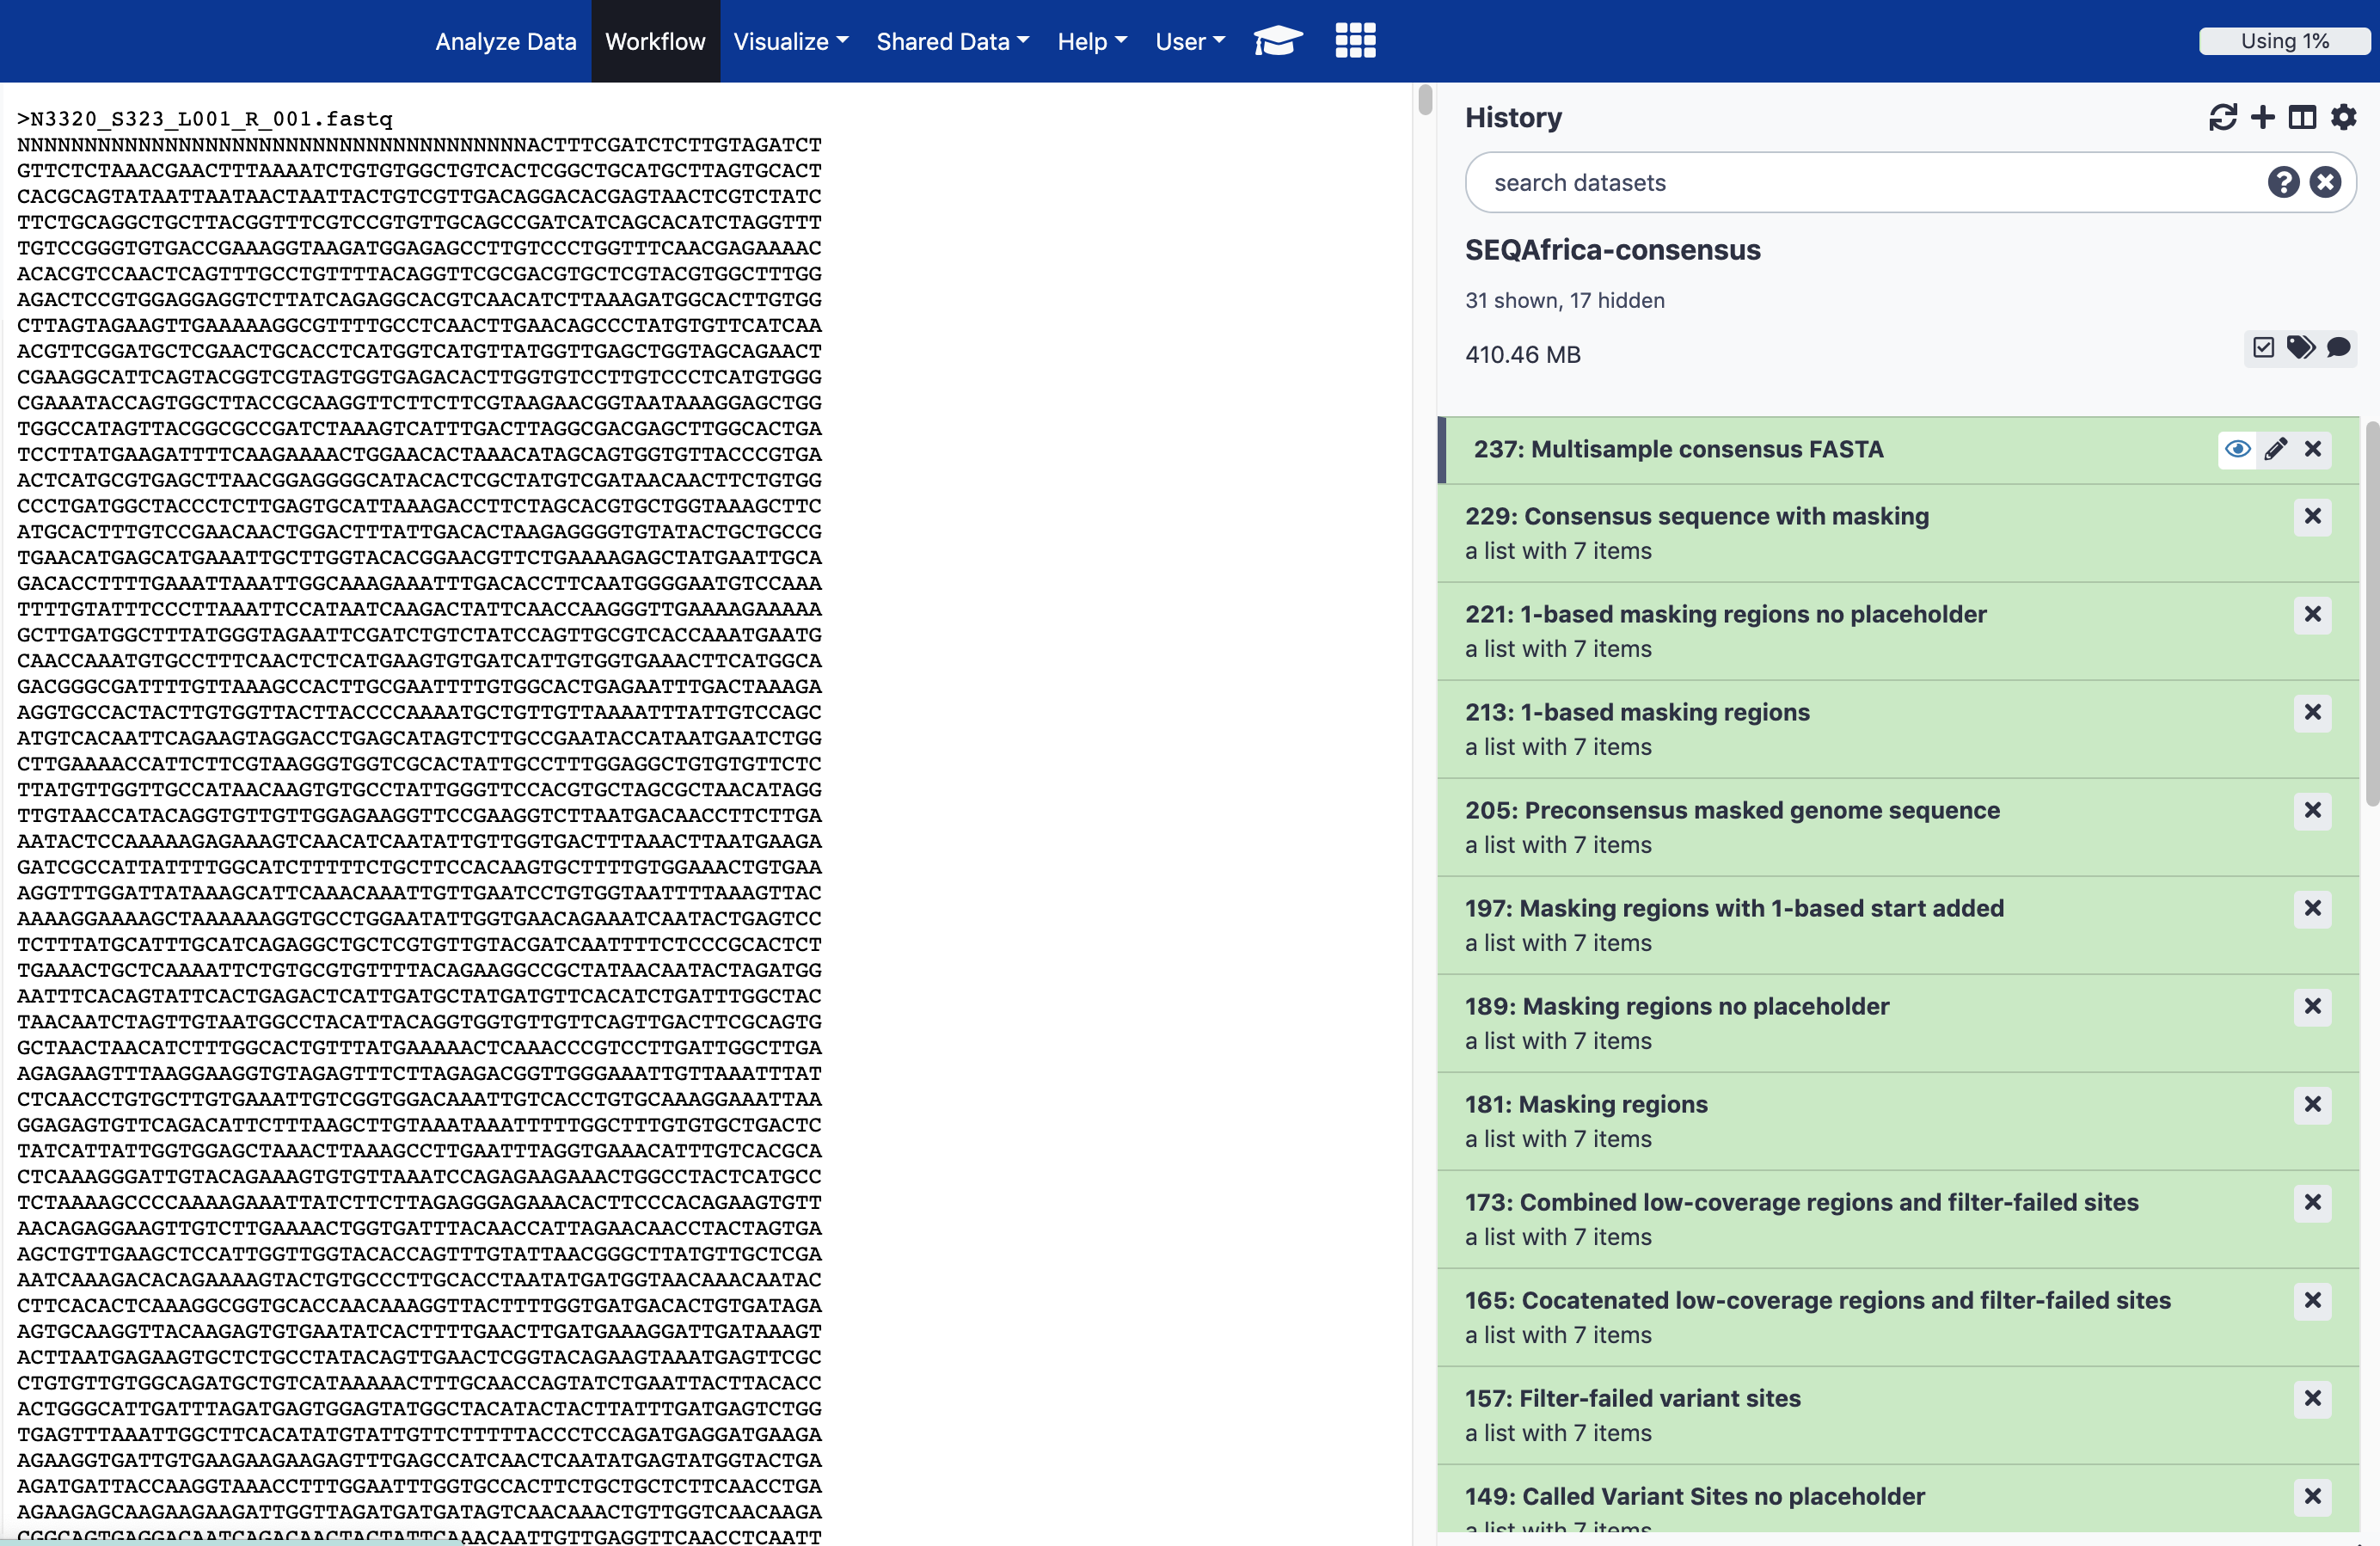 Analyze Data Workflow Visualize Shared Data Help User Using 1%
>N3320_S323_L001_R_001.fastq
NNNNNNNNNNNNNNNNNNNNNNNNNNNNNNNNNNNNNNACTTTCGATCTCTTGTAGATCT
GTTCTCTAAACGAACTTTAAAATCTGTGTGGCTGTCACTCGGCTGCATGCTTAGTGCACT
CACGCAGTATAATTAATAACTAATTACTGTCGTTGACAGGACACGAGTAACTCGTCTATC
TTCTGCAGGCTGCTTACGGTTTCGTCCGTGTTGCAGCCGATCATCAGCACATCTAGGTTT
TGTCCGGGTGTGACCGAAAGGTAAGATGGAGAGCCTTGTCCCTGGTTTCAACGAGAAAAC
ACACGTCCAACTCAGTTTGCCTGTTTTACAGGTTCGCGACGTGCTCGTACGTGGCTTTGG
AGACTCCGTGGAGGAGGTCTTATCAGAGGCACGTCAACATCTTAAAGATGGCACTTGTGG
CTTAGTAGAAGTTGAAAAAGGCGTTTTGCCTCAACTTGAACAGCCCTATGTGTTCATCAA
ACGTTCGGATGCTCGAACTGCACCTCATGGTCATGTTATGGTTGAGCTGGTAGCAGAACT
CGAAGGCATTCAGTACGGTCGTAGTGGTGAGACACTTGGTGTCCTTGTCCCTCATGTGGG
CGAAATACCAGTGGCTTACCGCAAGGTTCTTCTTCGTAAGAACGGTAATAAAGGAGCTGG
TGGCCATAGTTACGGCGCCGATCTAAAGTCATTTGACTTAGGCGACGAGCTTGGCACTGA
TCCTTATGAAGATTTTCAAGAAAACTGGAACACTAAACATAGCAGTGGTGTTACCCGTGA
ACTCATGCGTGAGCTTAACGGAGGGGCATACACTCGCTATGTCGATAACAACTTCTGTGG
CCCTGATGGCTACCCTCTTGAGTGCATTAAAGACCTTCTAGCACGTGCTGGTAAAGCTTC
ATGCACTTTGTCCGAACAACTGGACTTTATTGACACTAAGAGGGGTGTATACTGCTGCCG
TGAACATGAGCATGAAATTGCTTGGTACACGGAACGTTCTGAAAAGAGCTATGAATTGCA
GACACCTTTTGAAATTAAATTGGCAAAGAAATTTGACACCTTCAATGGGGAATGTCCAAA
TTTTGTATTTCCCTTAAATTCCATAATCAAGACTATTCAACCAAGGGTTGAAAAGAAAAA
GCTTGATGGCTTTATGGGTAGAATTCGATCTGTCTATCCAGTTGCGTCACCAAATGAATG
CAACCAAATGTGCCTTTCAACTCTCATGAAGTGTGATCATTGTGGTGAAACTTCATGGCA
GACGGGCGATTTTGTTAAAGCCACTTGCGAATTTTGTGGCACTGAGAATTTGACTAAAGA
AGGTGCCACTACTTGTGGTTACTTACCCCAAAATGCTGTTGTTAAAATTTATTGTCCAGC
ATGTCACAATTCAGAAGTAGGACCTGAGCATAGTCTTGCCGAATACCATAATGAATCTGG
CTTGAAAACCATTCTTCGTAAGGGTGGTCGCACTATTGCCTTTGGAGGCTGTGTGTTCTC
TTATGTTGGTTGCCATAACAAGTGTGCCTATTGGGTTCCACGTGCTAGCGCTAACATAGG
TTGTAACCATACAGGTGTTGTTGGAGAAGGTTCCGAAGGTCTTAATGACAACCTTCTTGA
AATACTCCAAAAAGAGAAAGTCAACATCAATATTGTTGGTGACTTTAAACTTAATGAAGA
GATCGCCATTATTTTGGCATCTTTTTCTGCTTCCACAAGTGCTTTTGTGGAAACTGTGAA
AGGTTTGGATTATAAAGCATTCAAACAAATTGTTGAATCCTGTGGTAATTTTAAAGTTAC
AAAAGGAAAAGCTAAAAAAGGTGCCTGGAATATTGGTGAACAGAAATCAATACTGAGTCC
TCTTTATGCATTTGCATCAGAGGCTGCTCGTGTTGTACGATCAATTTTCTCCCGCACTCT
TGAAACTGCTCAAAATTCTGTGCGTGTTTTACAGAAGGCCGCTATAACAATACTAGATGG
AATTTCACAGTATTCACTGAGACTCATTGATGCTATGATGTTCACATCTGATTTGGCTAC
TAACAATCTAGTTGTAATGGCCTACATTACAGGTGGTGTTGTTCAGTTGACTTCGCAGTG
GCTAACTAACATCTTTGGCACTGTTTATGAAAAACTCAAACCCGTCCTTGATTGGCTTGA
AGAGAAGTTTAAGGAAGGTGTAGAGTTTCTTAGAGACGGTTGGGAAATTGTTAAATTTAT
CTCAACCTGTGCTTGTGAAATTGTCGGTGGACAAATTGTCACCTGTGCAAAGGAAATTAA
GGAGAGTGTTCAGACATTCTTTAAGCTTGTAAATAAATTTTTGGCTTTGTGTGCTGACTC
TATCATTATTGGTGGAGCTAAACTTAAAGCCTTGAATTTAGGTGAAACATTTGTCACGCA
CTCAAAGGGATTGTACAGAAAGTGTGTTAAATCCAGAGAAGAAACTGGCCTACTCATGCC
TCTAAAAGCCCCAAAAGAAATTATCTTCTTAGAGGGAGAAACACTTCCCACAGAAGTGTT
AACAGAGGAAGTTGTCTTGAAAACTGGTGATTTACAACCATTAGAACAACCTACTAGTGA
AGCTGTTGAAGCTCCATTGGTTGGTACACCAGTTTGTATTAACGGGCTTATGTTGCTCGA
AATCAAAGACACAGAAAAGTACTGTGCCCTTGCACCTAATATGATGGTAACAAACAATAC
CTTCACACTCAAAGGCGGTGCACCAACAAAGGTTACTTTTGGTGATGACACTGTGATAGA
AGTGCAAGGTTACAAGAGTGTGAATATCACTTTTGAACTTGATGAAAGGATTGATAAAGT
ACTTAATGAGAAGTGCTCTGCCTATACAGTTGAACTCGGTACAGAAGTAAATGAGTTCGC
CTGTGTTGTGGCAGATGCTGTCATAAAAACTTTGCAACCAGTATCTGAATTACTTACACC
ACTGGGCATTGATTTAGATGAGTGGAGTATGGCTACATACTACTTATTTGATGAGTCTGG
TGAGTTTAAATTGGCTTCACATATGTATTGTTCTTTTTACCCTCCAGATGAGGATGAAGA
AGAAGGTGATTGTGAAGAAGAAGAGTTTGAGCCATCAACTCAATATGAGTATGGTACTGA
AGATGATTACCAAGGTAAACCTTTGGAATTTGGTGCCACTTCTGCTGCTCTTCAACCTGA
AGAAGAGCAAGAAGAAGATTGGTTAGATGATGATAGTCAACAAACTGTTGGTCAACAAGA
CGGCAGTGAGGACAATCAGACAACTACTATTCAAACAATTGTTGAGGTTCAACCTCAATT
History
search datasets
SEQAfrica-consensus
31 shown, 17 hidden
410.46 MB
237: Multisample consensus FASTA
229: Consensus sequence with masking
a list with 7 items
221: 1-based masking regions no placeholder
a list with 7 items
213: 1-based masking regions
a list with 7 items
205: Preconsensus masked genome sequence
a list with 7 items
197: Masking regions with 1-based start added
a list with 7 items
189: Masking regions no placeholder
a list with 7 items
181: Masking regions
a list with 7 items
173: Combined low-coverage regions and filter-failed sites
a list with 7 items
165: Cocatenated low-coverage regions and filter-failed sites
a list with 7 items
157: Filter-failed variant sites
a list with 7 items
149: Called Variant Sites no placeholder
a list with 7 items